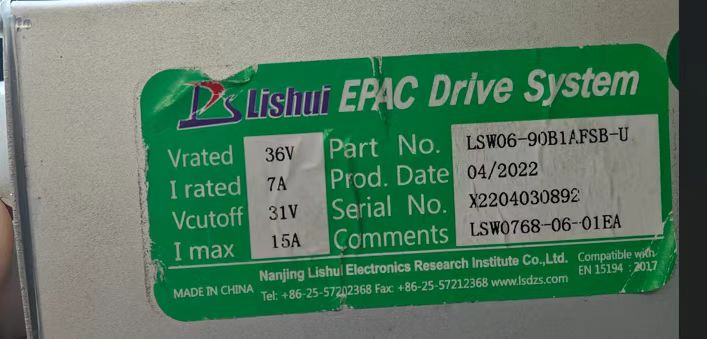 Lishui EPAC Drive System
Vrated 36V Part No. LSW06-90B1AFSB-U
I rated 7A Prod. Date 04/2022
Vcutoff 31V Serial No. X2204030892
I max 15A Comments LSW0768-06-01EA
Nanjing Lishui Electronics Research Institute Co.,Ltd. Compatible with
MADE IN CHINA Tel: +86-25-57202368 Fax: +86-25-57212368 www.lsdzs.com EN 15194 : 2017